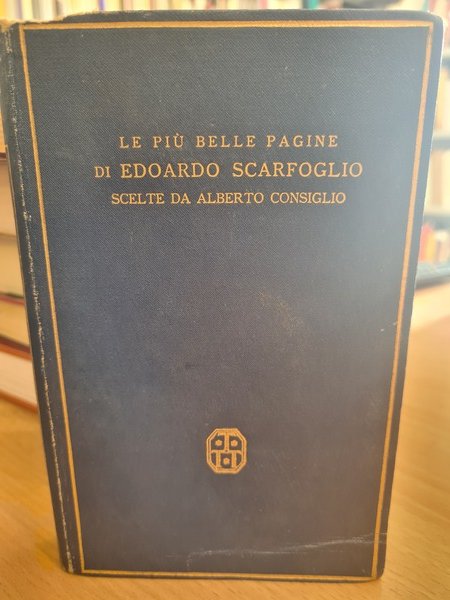 LE PIÙ BELLE PAGINE
DI EDOARDO SCARFOGLIO
SCELTE DA ALBERTO CONSIGLIO